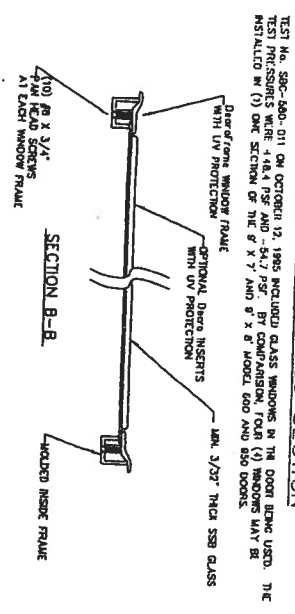 TEST No. SBC-580-011 ON OCTOBER 12, 1995 INCLUDED GLASS WINDOWS IN THE DOOR BEING USED. THE
TEST PRESSURES WERE +48.4 PSF AND -54.7 PSF. BY COMPARISON, FOUR (4) WINDOWS MAY BE
INSTALLED IN (1) ONE SECTION OF THE 9' X 7' AND 9' X 8' MODEL 600 AND 650 DOORS.
WINDOW FRAME
WITH UV PROTECTION
OPTIONAL INSERTS
WITH UV PROTECTION
MIN. 3/32" THICK SSB GLASS
(10) #8 X 3/4"
PAN HEAD SCREWS
AT EACH WINDOW FRAME
MOLDED INSIDE FRAME
SECTION B-B